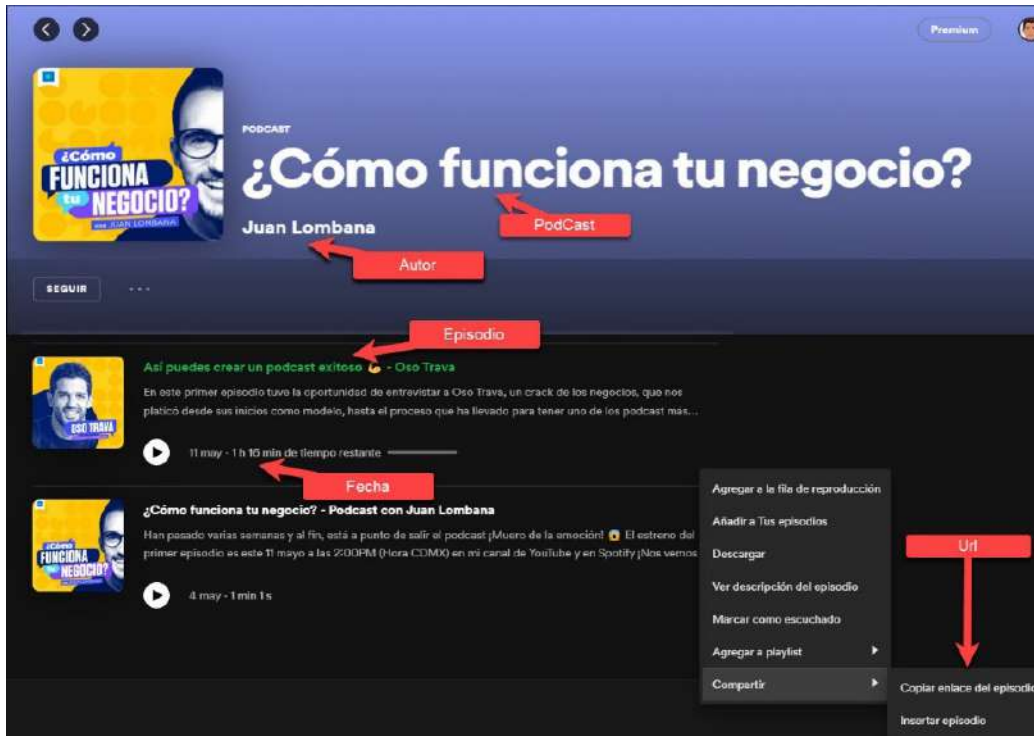 Premium
¿Cómo
FUNCIONA
tu NEGOCIO?
CON JUAN LOMBANA
PODCAST
¿Cómo funciona tu negocio?
Juan Lombana
PodCast
Autor
SEGUIR
Episodio
Así puedes crear un podcast exitoso 💪 - Oso Trava
En este primer episodio tuve la oportunidad de entrevistar a Oso Trava, un crack de los negocios, que nos
platicó desde sus inicios como modelo, hasta el proceso que ha llevado para tener uno de los podcast más...
OSO TRAVA
11 may - 1 h 16 min de tiempo restante
Fecha
¿Cómo funciona tu negocio? - Podcast con Juan Lombana
Han pasado varias semanas y al fin, está a punto de salir el podcast ¡Muero de la emoción! 😱 El estreno del
primer episodio es este 11 mayo a las 2:00PM (Hora CDMX) en mi canal de YouTube y en Spotify ¡Nos vemos
¿Cómo
FUNCIONA
tu NEGOCIO?
4 may - 1 min 1 s
Agregar a la fila de reproducción
Añadir a Tus episodios
Descargar
Ver descripción del episodio
Marcar como escuchado
Agregar a playlist
Compartir
Url
Copiar enlace del episodio
Insertar episodio